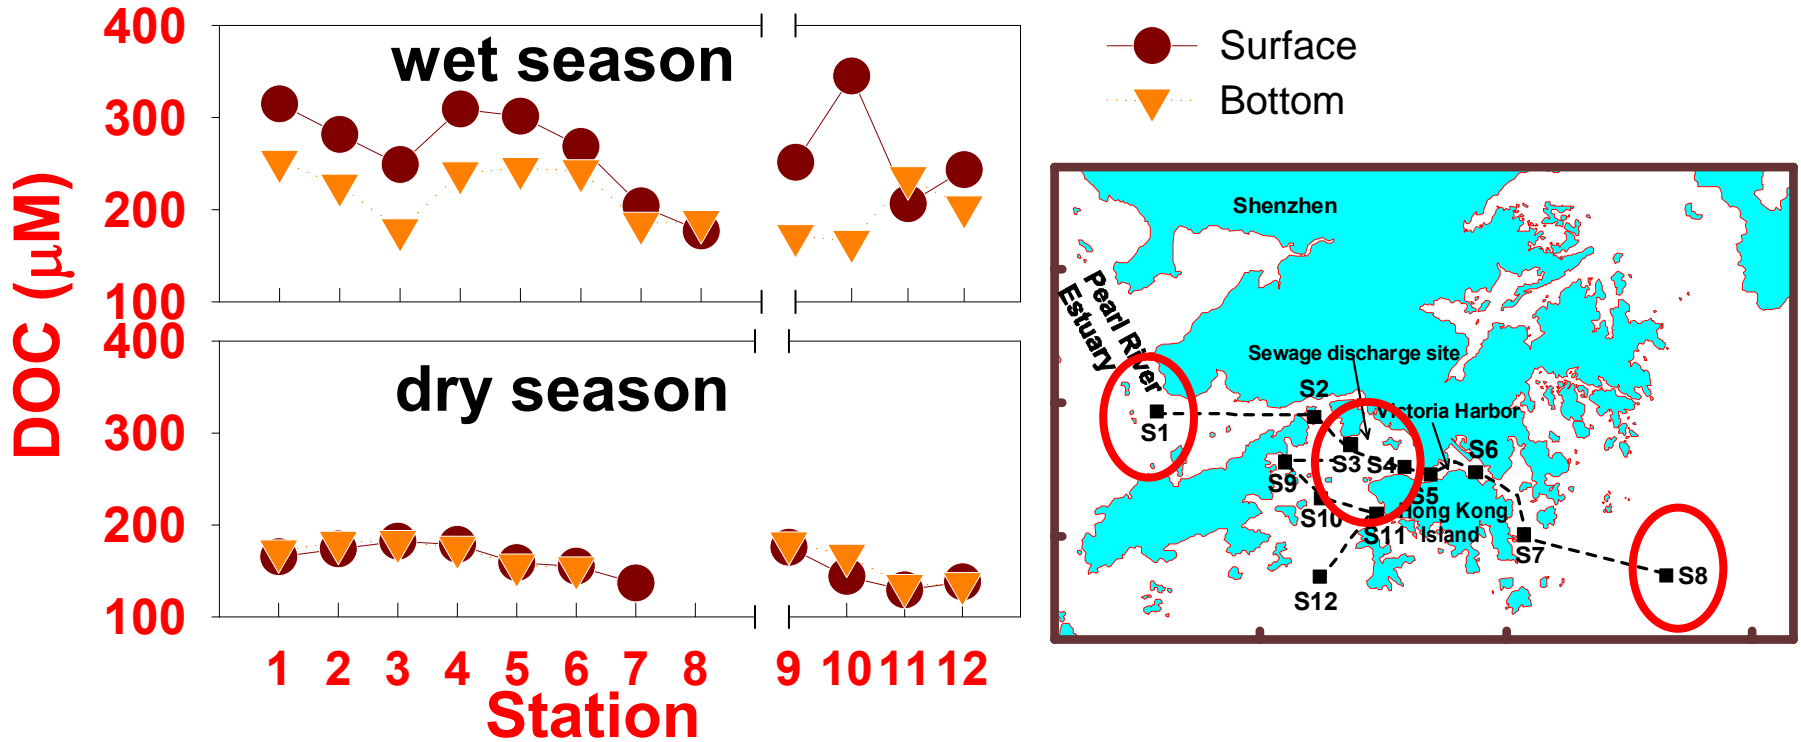 400
300
200
100
wet season
400
300
200
100
dry season
DOC (μM)
1 2 3 4 5 6 7 8 9 10 11 12
Station
Surface
Bottom
Shenzhen
Pearl River
Estuary
Sewage discharge site
S2
Victoria Harbor
S1
S6
S3
S4
S9
S5
S10
Hong Kong
Island
S11
S7
S8
S12